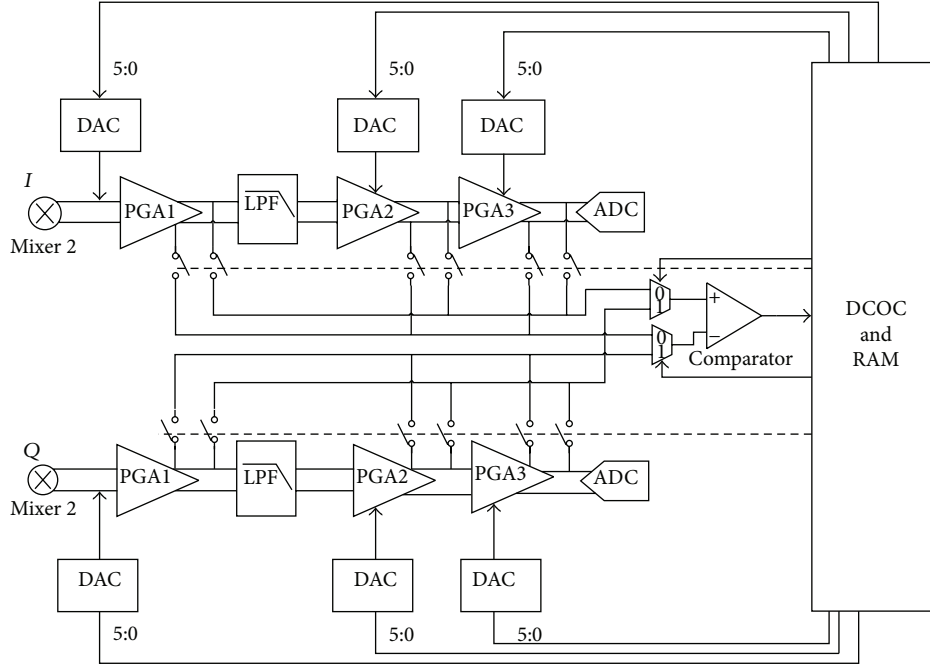 5:0
5:0
5:0
DAC
DAC
DAC
I
PGA1
LPF
PGA2
PGA3
ADC
Mixer 2
0
1
+
−
Comparator
0
1
DCOC
and
RAM
Q
PGA1
LPF
PGA2
PGA3
ADC
Mixer 2
DAC
DAC
DAC
5:0
5:0
5:0